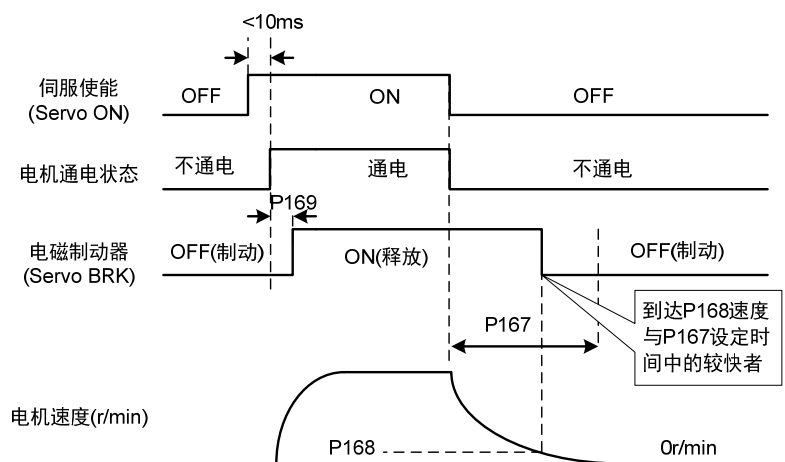 <10ms
伺服使能
(Servo ON)
OFF
ON
OFF
电机通电状态
不通电
通电
不通电
P169
电磁制动器
(Servo BRK)
OFF(制动)
ON(释放)
OFF(制动)
到达P168速度
与P167设定时
间中的较快者
P167
电机速度(r/min)
P168
0r/min